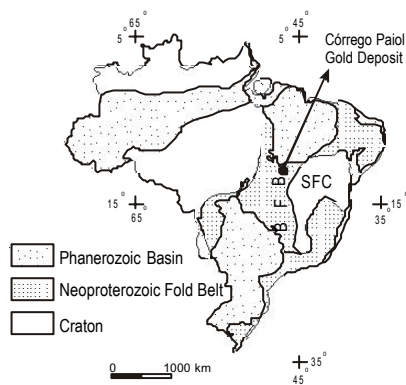 65°
5°
45°
5°
Córrego Paiol
Gold Deposit
B
F
B
SFC
15°
65°
35°
15°
Phanerozoic Basin
Neoproterozoic Fold Belt
Craton
0 1000 km
35°
45°